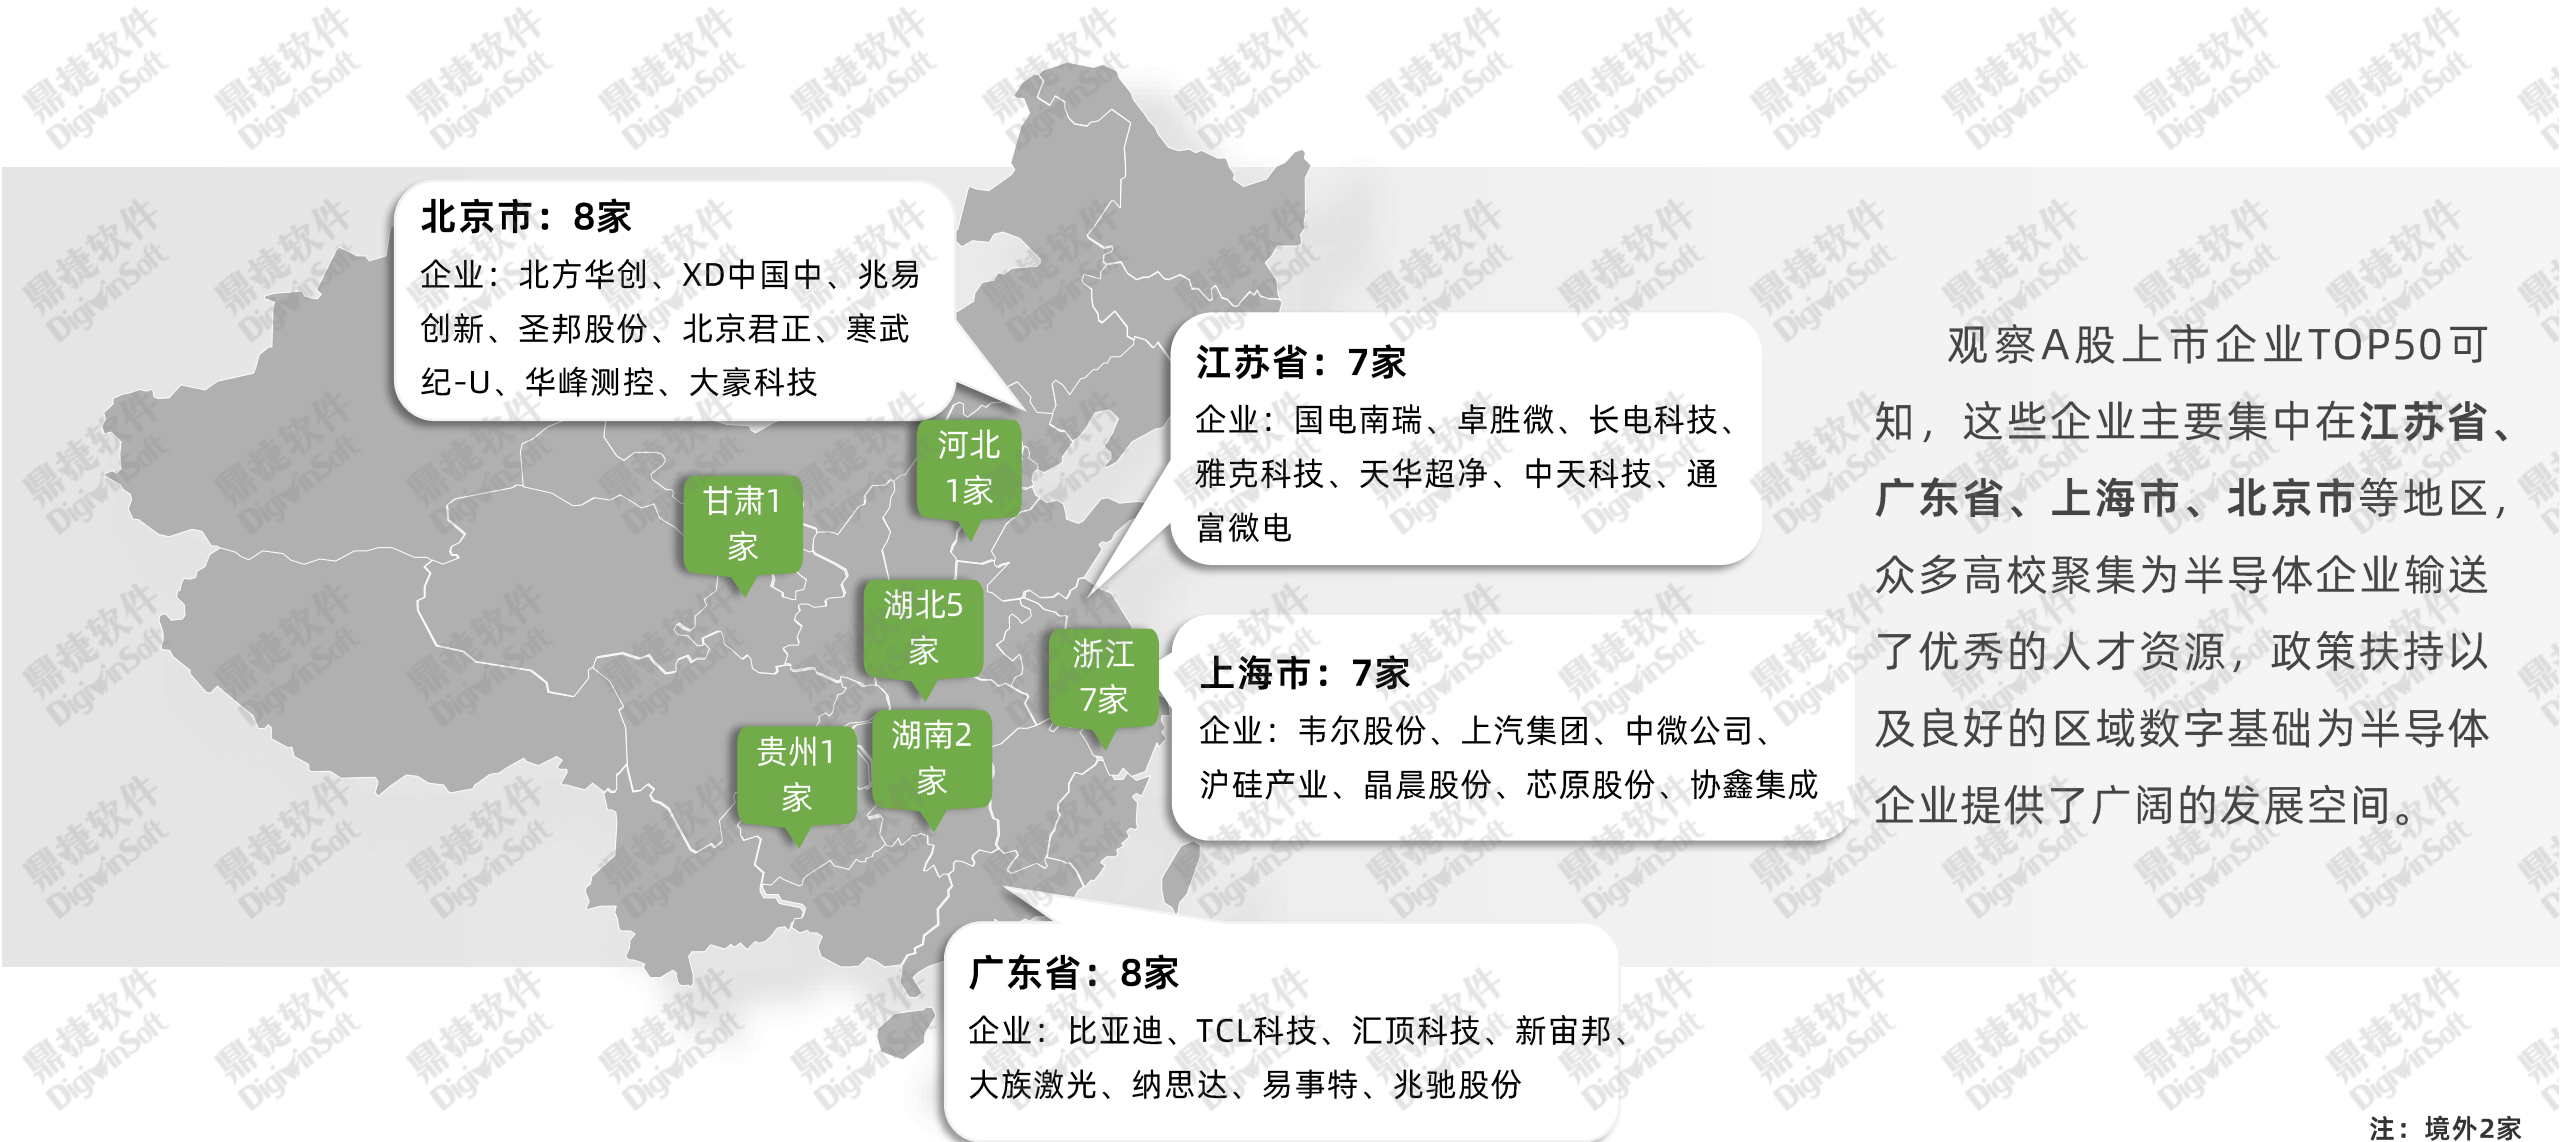 北京市：8家
企业：北方华创、XD中国中、兆易
创新、圣邦股份、北京君正、寒武
纪-U、华峰测控、大豪科技
江苏省：7家
企业：国电南瑞、卓胜微、长电科技、
雅克科技、天华超净、中天科技、通
富微电
河北
1家
甘肃1
家
湖北5
家
浙江
7家
上海市：7家
企业：韦尔股份、上汽集团、中微公司、
沪硅产业、晶晨股份、芯原股份、协鑫集成
贵州1
家
湖南2
家
广东省：8家
企业：比亚迪、TCL科技、汇顶科技、新宙邦、
大族激光、纳思达、易事特、兆驰股份
观察A股上市企业TOP50可
知，这些企业主要集中在江苏省、
广东省、上海市、北京市等地区，
众多高校聚集为半导体企业输送
了优秀的人才资源，政策扶持以
及良好的区域数字基础为半导体
企业提供了广阔的发展空间。
注：境外2家
鼎捷软件
DigiwinSoft